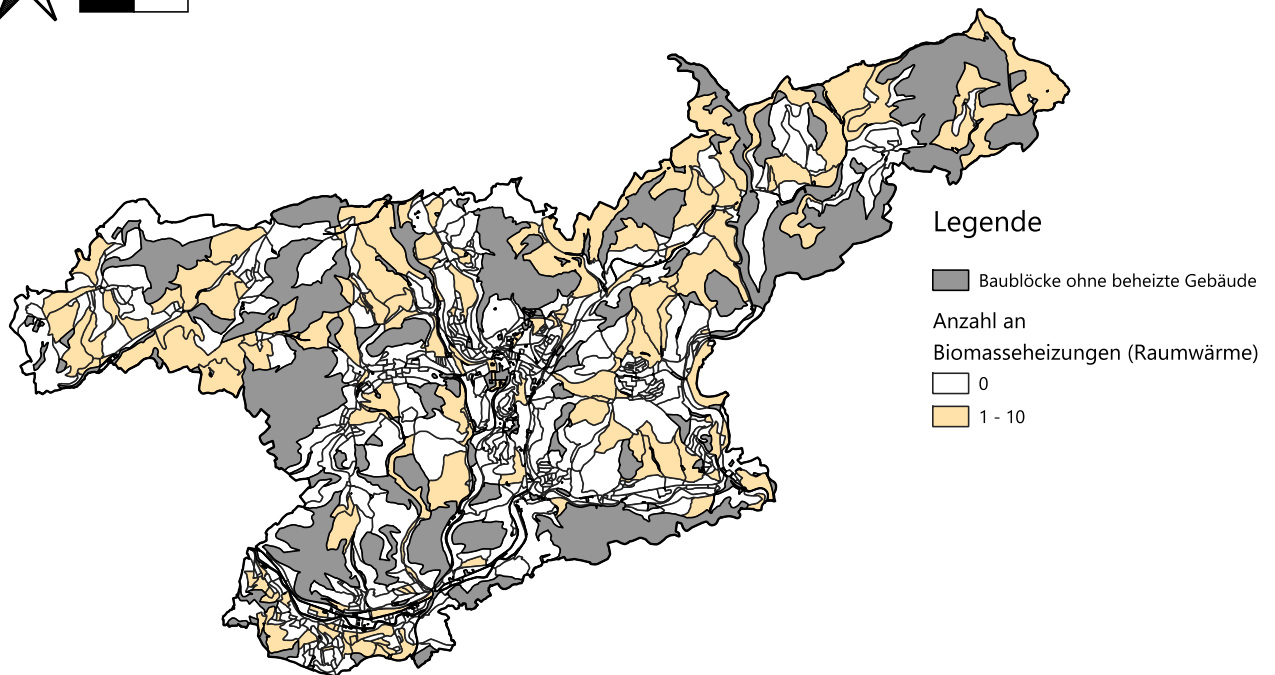 Legende
Baublöcke ohne beheizte Gebäude
Anzahl an
Biomasseheizungen (Raumwärme)
0
1 - 10